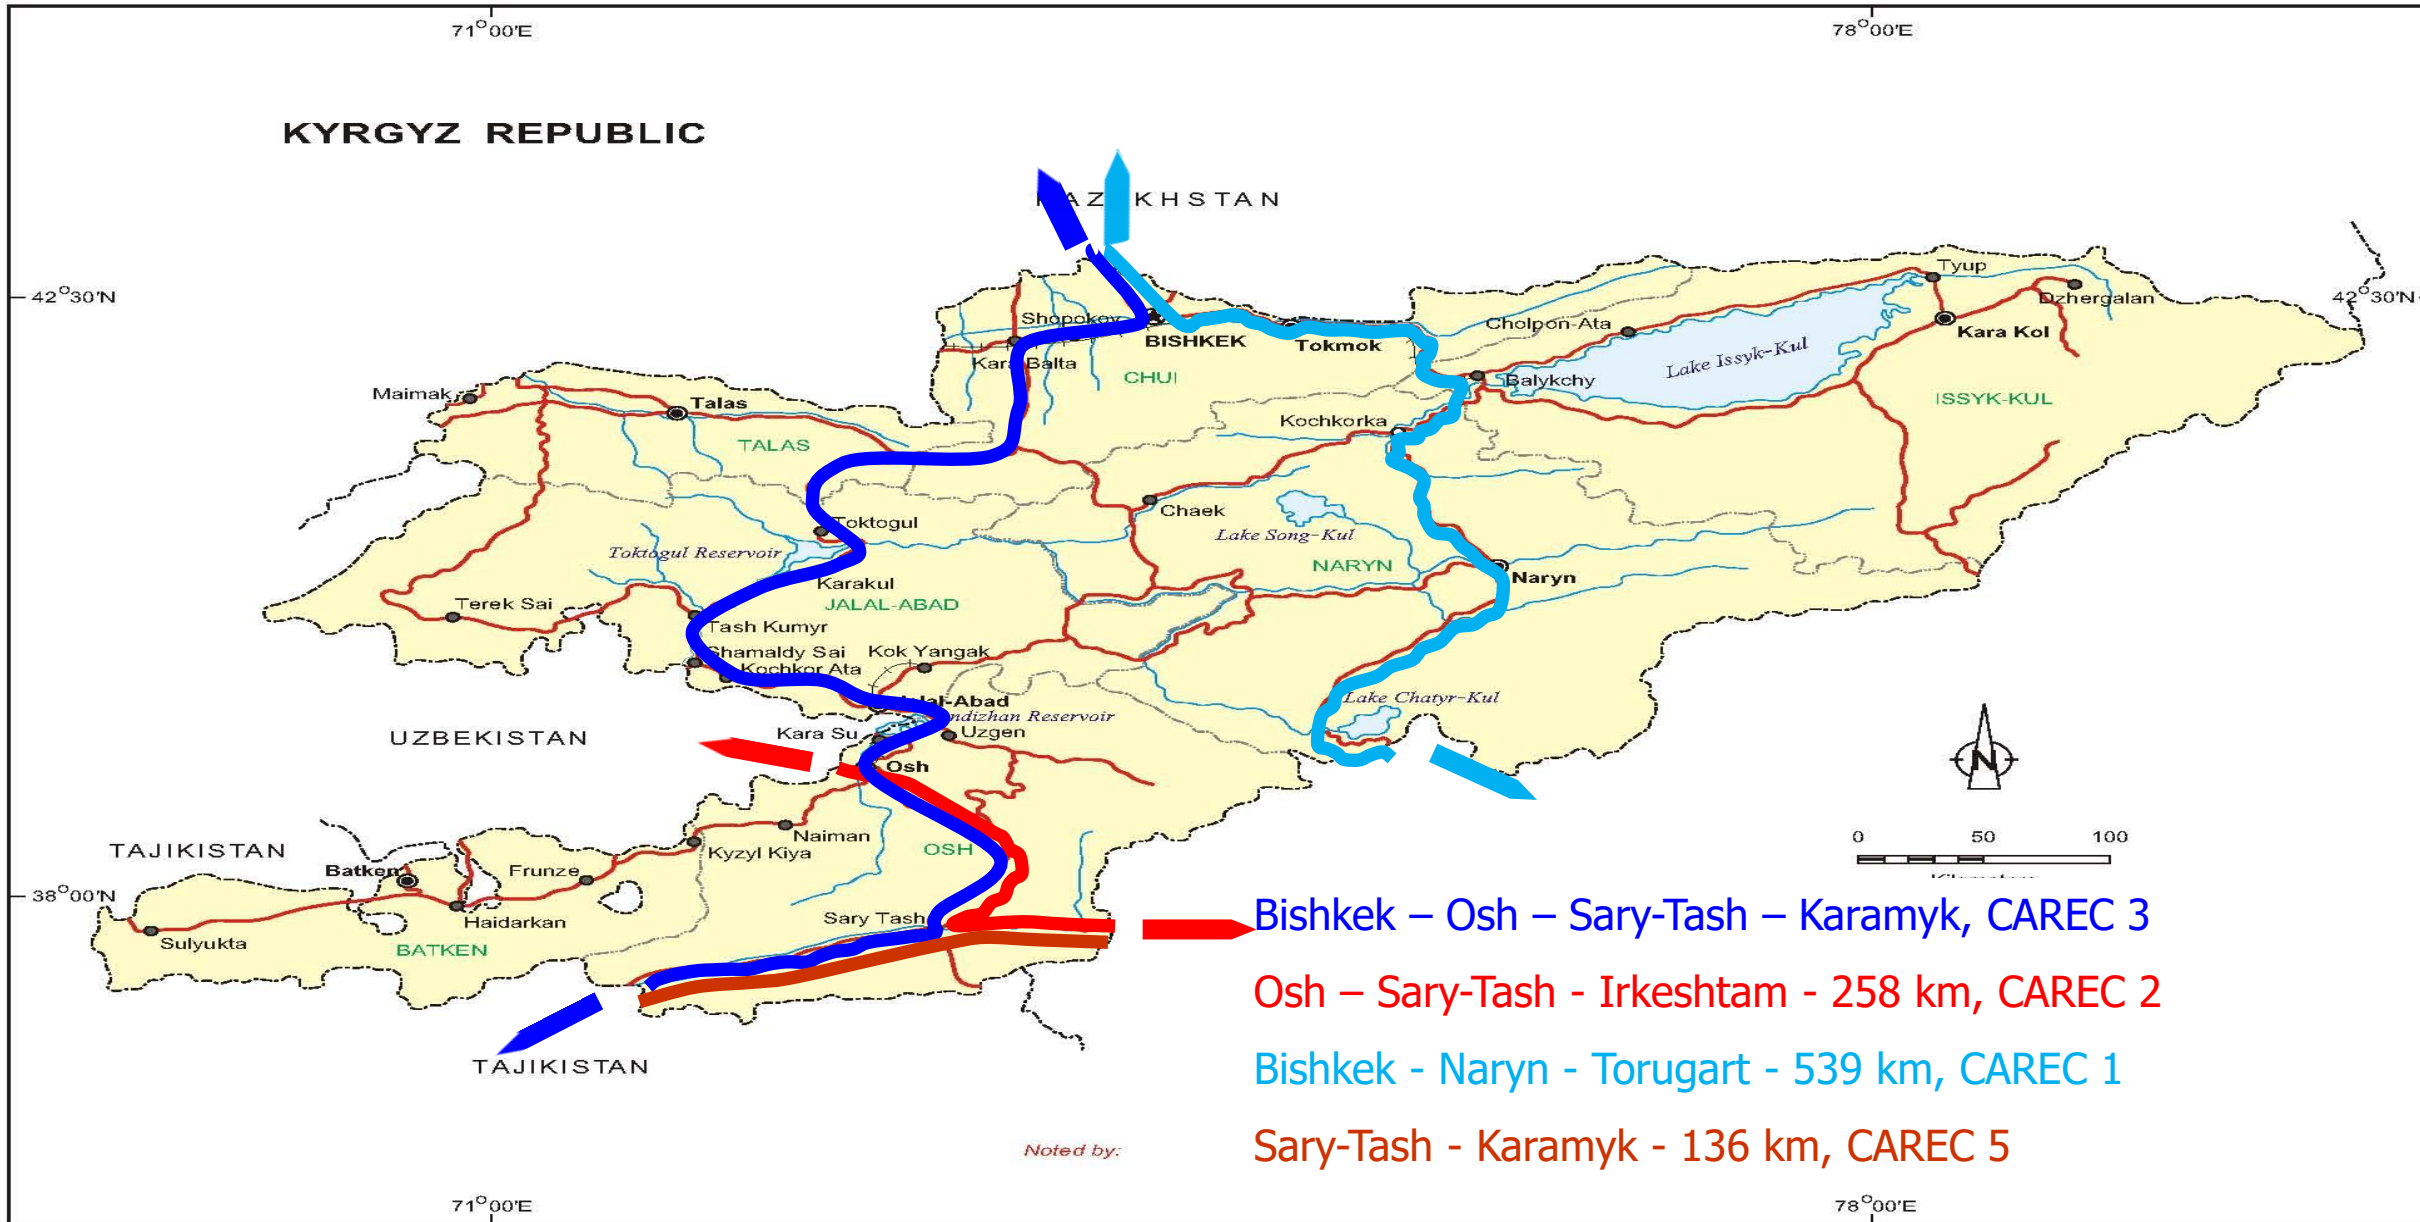 71°00'E
78°00'E
KYRGYZ REPUBLIC
KAZAKHSTAN
42°30'N
42°30'N
Tyup
Dzhergalan
Shopokov
Cholpon-Ata
Kara Kol
BISHKEK
Tokmok
Lake Issyk-Kul
Kara Balta
CHUI
Balykchy
Maimak
Talas
ISSYK-KUL
Kochkorka
TALAS
Chaek
Toktogul
Lake Song-Kul
Toktogul Reservoir
NARYN
Naryn
Karakul
Terek Sai
JALAL-ABAD
Tash Kumyr
Shamaldy Sai
Kok Yangak
Kochkor Ata
Lake Chatyr-Kul
Jalal-Abad
Andizhan Reservoir
UZBEKISTAN
Kara Su
Uzgen
Osh
N
TAJIKISTAN
Naiman
0 50 100
Kyzyl Kiya
OSH
Batken
Frunze
Kilometers
38°00'N
Haidarkan
Sary Tash
Sulyukta
BATKEN
Bishkek – Osh – Sary-Tash – Karamyk, CAREC 3
Osh – Sary-Tash - Irkeshtam - 258 km, CAREC 2
Bishkek - Naryn - Torugart - 539 km, CAREC 1
TAJIKISTAN
Sary-Tash - Karamyk - 136 km, CAREC 5
Noted by:
71°00'E
78°00'E